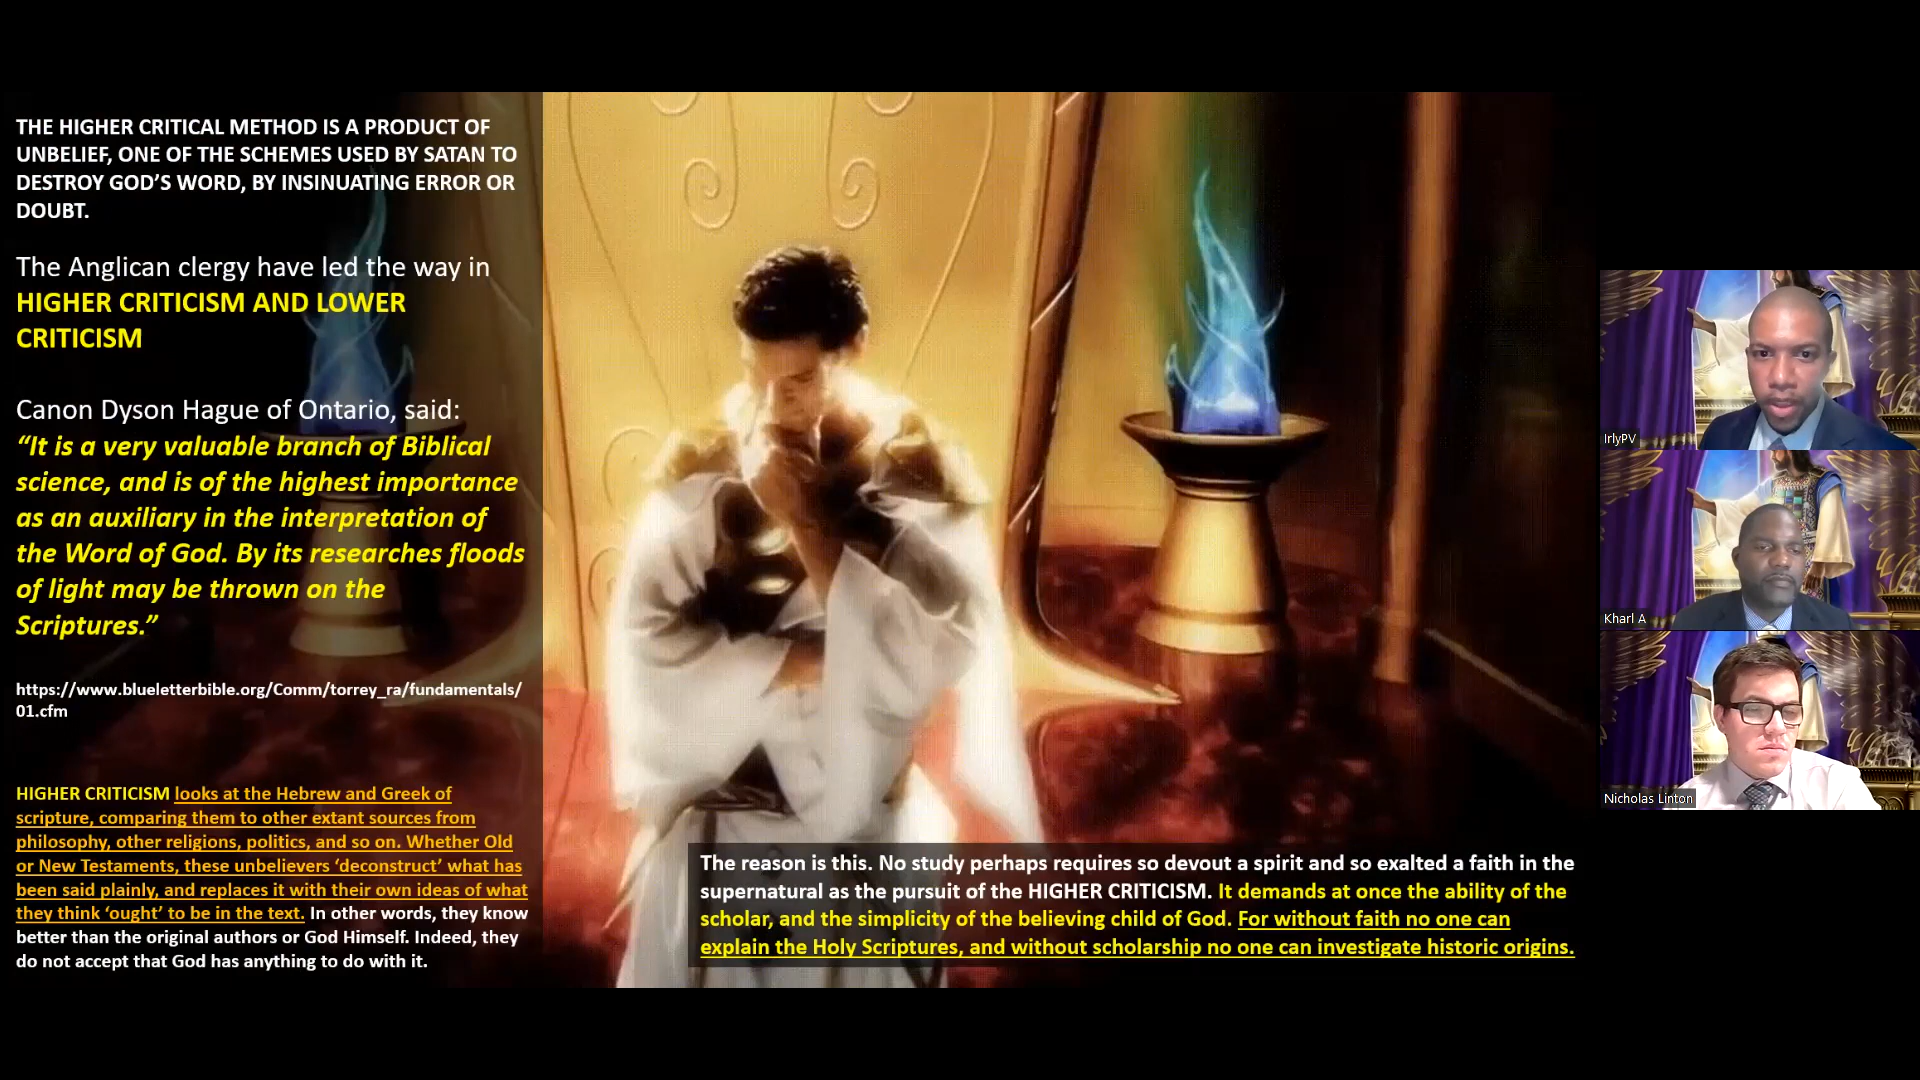 THE HIGHER CRITICAL METHOD IS A PRODUCT OF
UNBELIEF, ONE OF THE SCHEMES USED BY SATAN TO
DESTROY GOD’S WORD, BY INSINUATING ERROR OR
DOUBT.
The Anglican clergy have led the way in
HIGHER CRITICISM AND LOWER
CRITICISM
Canon Dyson Hague of Ontario, said:
“It is a very valuable branch of Biblical
science, and is of the highest importance
as an auxiliary in the interpretation of
the Word of God. By its researches floods
of light may be thrown on the
Scriptures.”
https://www.blueletterbible.org/Comm/torrey_ra/fundamentals/
01.cfm
HIGHER CRITICISM looks at the Hebrew and Greek of
scripture, comparing them to other extant sources from
philosophy, other religions, politics, and so on. Whether Old
or New Testaments, these unbelievers ‘deconstruct’ what has
been said plainly, and replaces it with their own ideas of what
they think ‘ought’ to be in the text. In other words, they know
better than the original authors or God Himself. Indeed, they
do not accept that God has anything to do with it.
The reason is this. No study perhaps requires so devout a spirit and so exalted a faith in the
supernatural as the pursuit of the HIGHER CRITICISM. It demands at once the ability of the
scholar, and the simplicity of the believing child of God. For without faith no one can
explain the Holy Scriptures, and without scholarship no one can investigate historic origins.
IrlyPV
Kharl A
Nicholas Linton